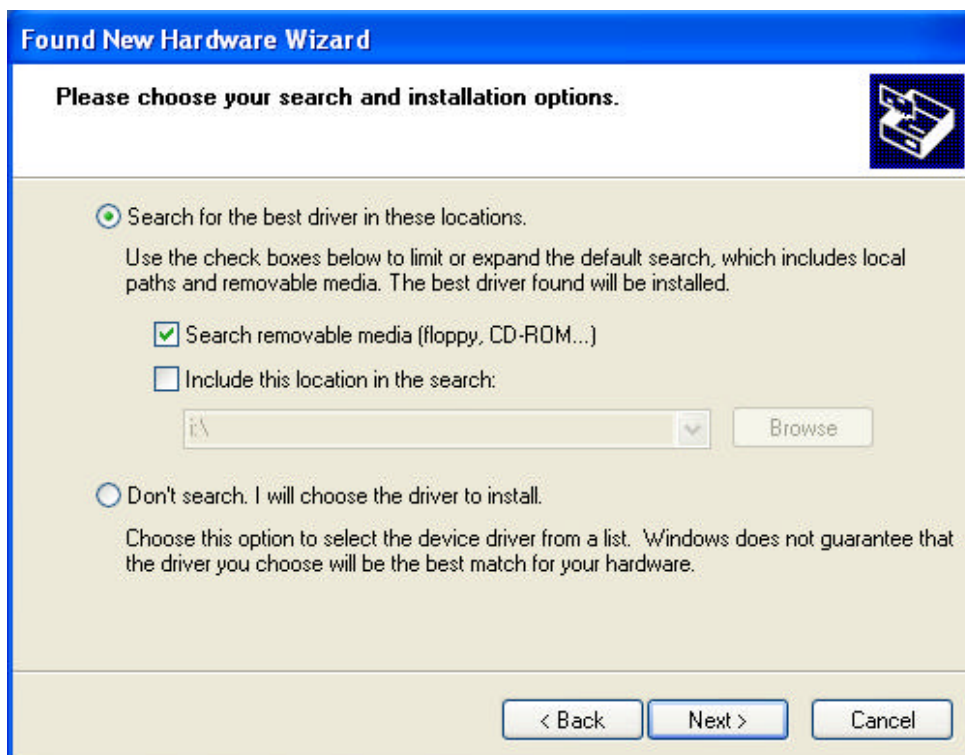 Found New Hardware Wizard
Please choose your search and installation options.
Search for the best driver in these locations.
Use the check boxes below to limit or expand the default search, which includes local
paths and removable media. The best driver found will be installed.
Search removable media (floppy, CD-ROM...)
Include this location in the search:
i:\
Browse
Don't search. I will choose the driver to install.
Choose this option to select the device driver from a list.  Windows does not guarantee that
the driver you choose will be the best match for your hardware.
< Back
Next >
Cancel